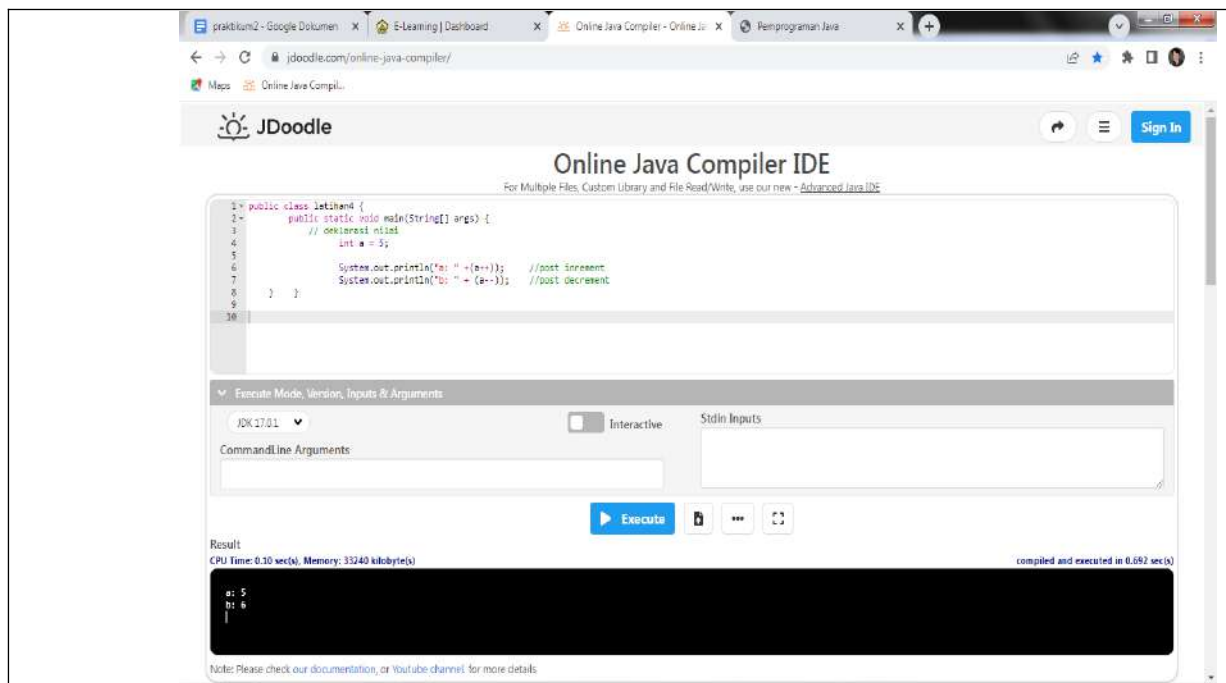 praktikum2 - Google Dokumen × E-Learning | Dashboard × Online Java Compiler - Online Ja × Pemprograman Java × +
jdoodle.com/online-java-compiler/
Maps Online Java Compil...
JDoodle
Sign In
Online Java Compiler IDE
For Multiple Files, Custom Library and File Read/Write, use our new - Advanced Java IDE
1 public class latihan4 {
2 public static void main(String[] args) {
3 // deklarasi nilai
4 int a = 5;
5
6 System.out.println("a: " +(a++)); //post increment
7 System.out.println("b: " + (a--)); //post decrement
8 } }
9
10
Execute Mode, Version, Inputs & Arguments
JDK 17.0.1
Interactive
Stdin Inputs
CommandLine Arguments
Execute
Result
CPU Time: 0.10 sec(s), Memory: 33240 kilobyte(s)
compiled and executed in 0.692 sec(s)
a: 5
b: 6
Note: Please check our documentation, or Youtube channel for more details